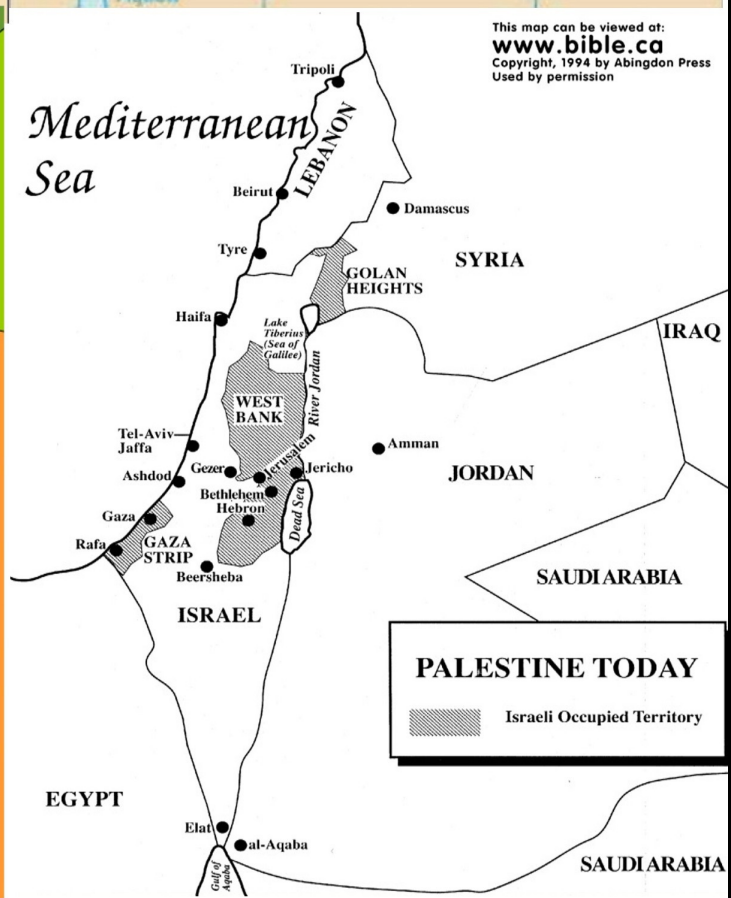 This map can be viewed at:
www.bible.ca
Copyright, 1994 by Abingdon Press
Used by permission
Mediterranean
Sea
Tripoli
LEBANON
Beirut
Damascus
Tyre
SYRIA
GOLAN
HEIGHTS
Haifa
Lake
Tiberius
(Sea of
Galilee)
IRAQ
River Jordan
WEST
BANK
Tel-Aviv
Jaffa
Amman
Jerusalem
Gezer
Jericho
JORDAN
Ashdod
Bethlehem
Hebron
Dead Sea
Gaza
Rafa
GAZA
STRIP
Beersheba
SAUDI ARABIA
ISRAEL
PALESTINE TODAY
Israeli Occupied Territory
EGYPT
Elat
al-Aqaba
Gulf of
Aqaba
SAUDI ARABIA